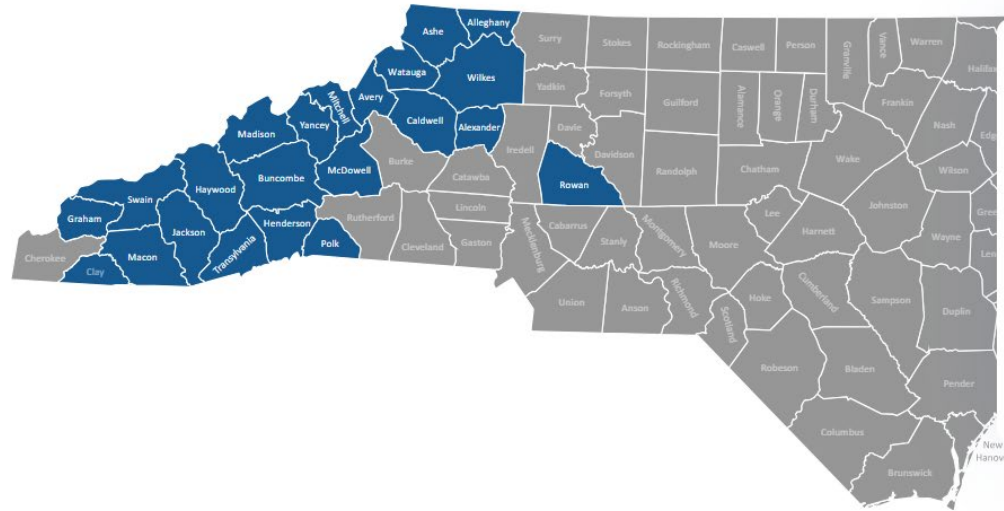 Alleghany
Ashe
Surry
Stokes
Rockingham
Caswell
Person
Granville
Vance
Warren
Halifax
Watauga
Wilkes
Yadkin
Forsyth
Guilford
Alamance
Orange
Durham
Frankin
Nash
Edg
Mitchell
Avery
Caldwell
Alexander
Iredell
Davie
Davidson
Randolph
Chatham
Wake
Wilson
Madison
Yancey
McDowell
Burke
Catawba
Rowan
Johnston
Buncombe
Haywood
Swain
Graham
Jackson
Macon
Cherokee
Clay
Transylvania
Henderson
Polk
Rutherford
Cleveland
Lincoln
Gaston
Mecklenburg
Cabarrus
Stanly
Montgomery
Moore
Lee
Harnett
Wayne
Gree
Len
Union
Anson
Richmond
Scotland
Hoke
Cumberland
Sampson
Duplin
Robeson
Bladen
Pender
Columbus
Brunswick
New
Hanov